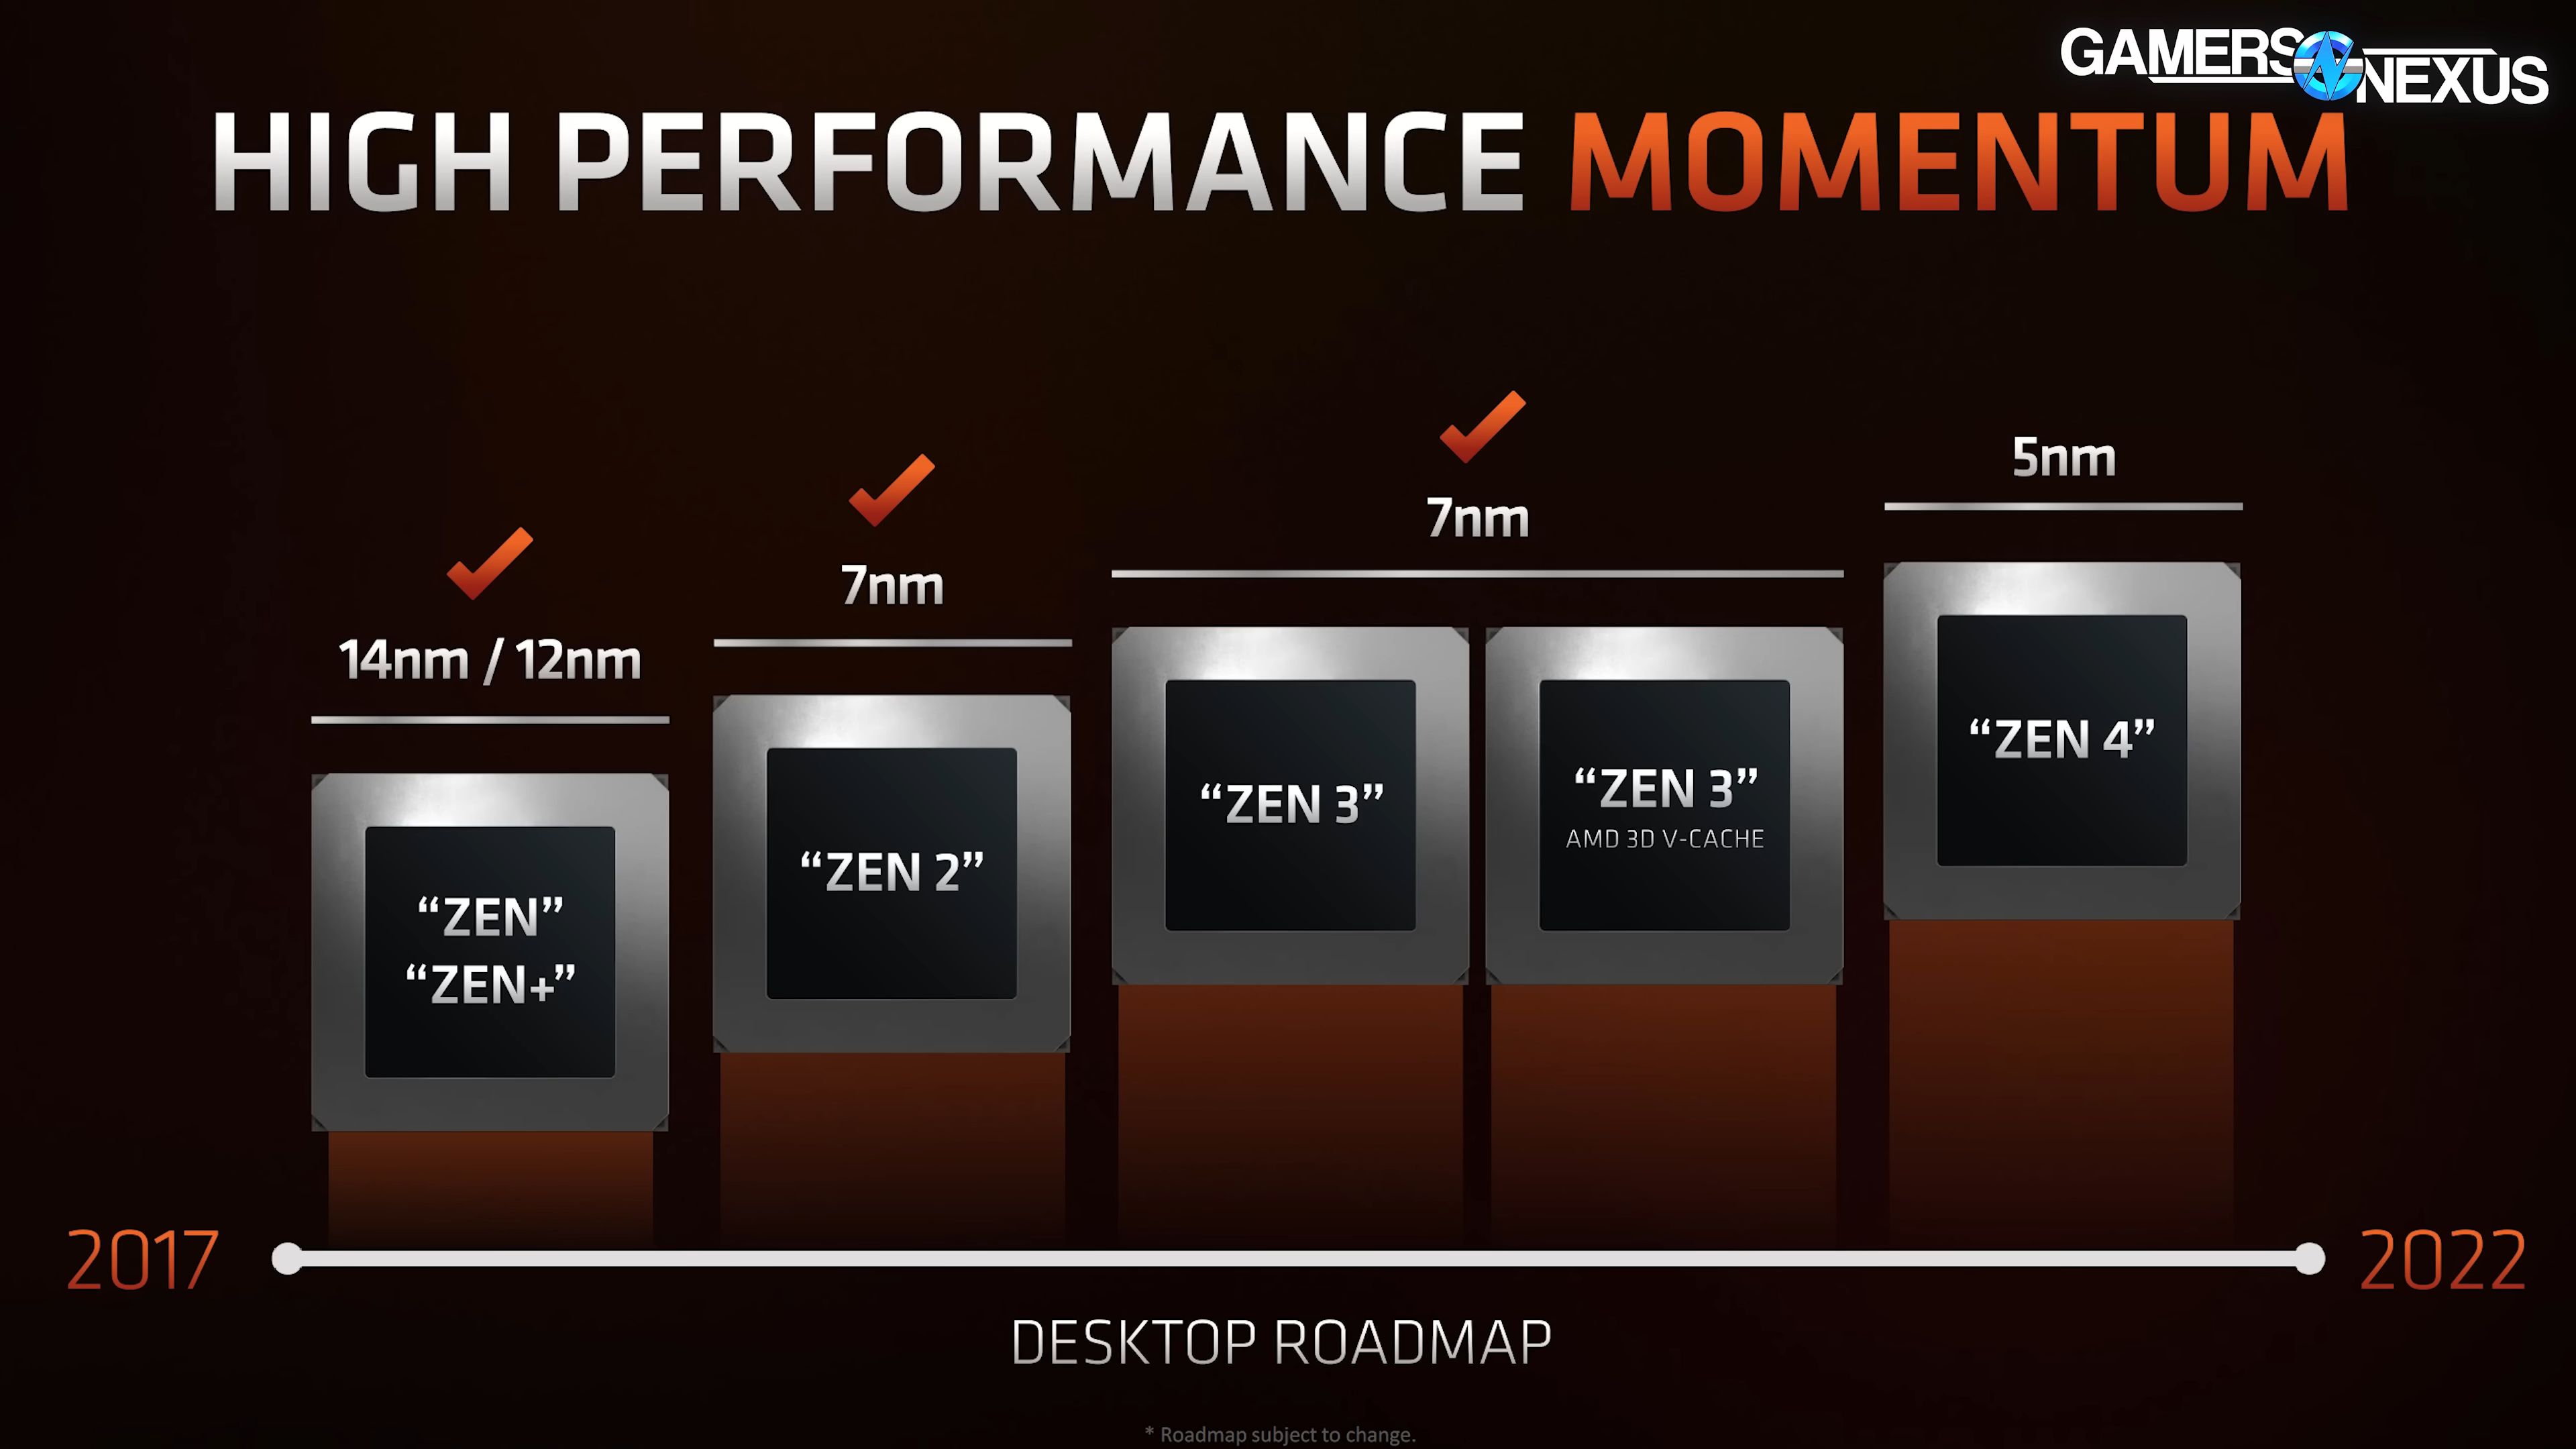 GAMERS NEXUS
HIGH PERFORMANCE MOMENTUM
14nm / 12nm
7nm
7nm
5nm
“ZEN”
“ZEN+”
“ZEN 2”
“ZEN 3”
“ZEN 3”
AMD 3D V-CACHE
“ZEN 4”
2017
2022
DESKTOP ROADMAP
* Roadmap subject to change.